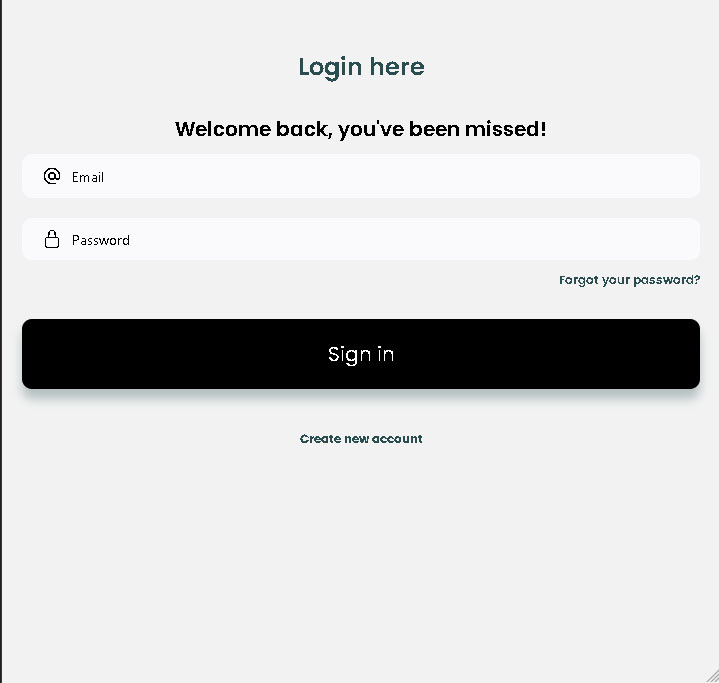 Login here
Welcome back, you've been missed!
Email
Password
Forgot your password?
Sign in
Create new account